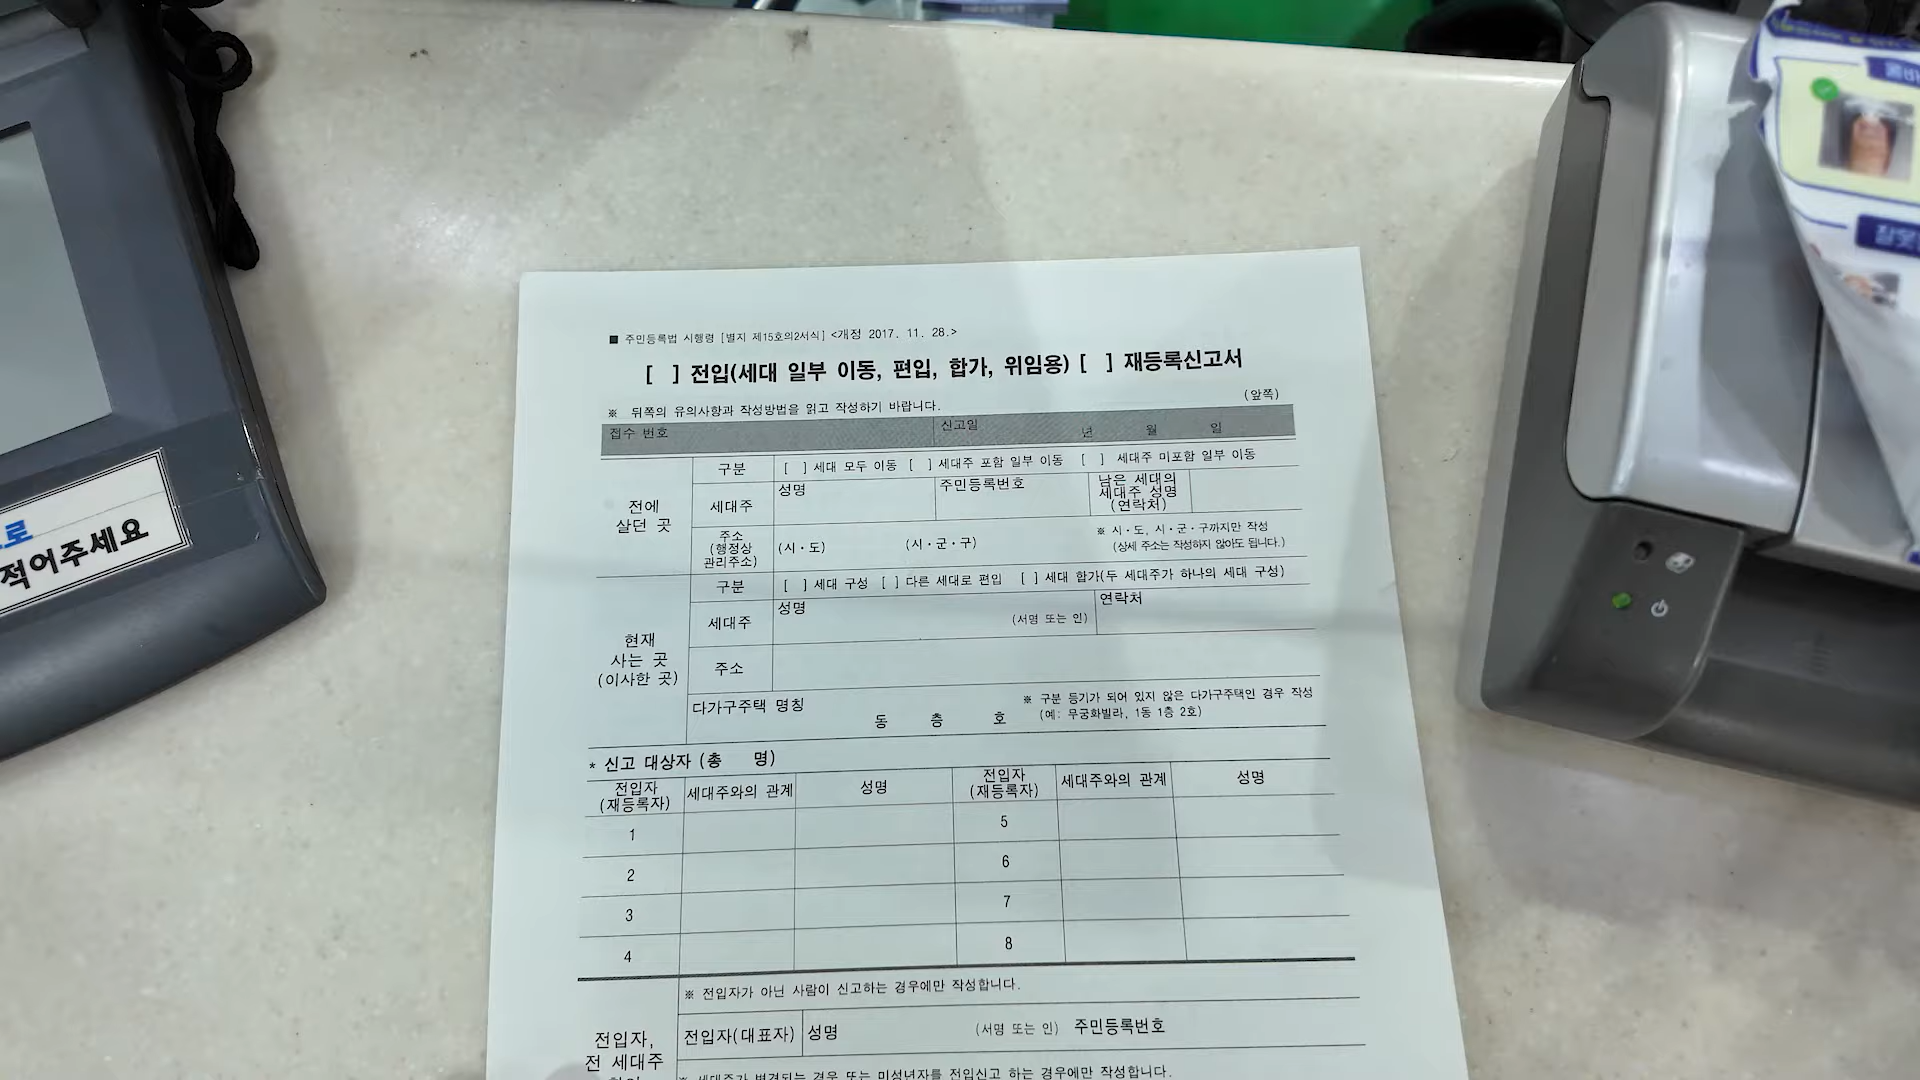 ■ 주민등록법 시행령 [별지 제15호의2서식] <개정 2017. 11. 28.>
[ ] 전입(세대 일부 이동, 편입, 합가, 위임용) [ ] 재등록신고서
(앞쪽)
※ 뒤쪽의 유의사항과 작성방법을 읽고 작성하기 바랍니다.
접수 번호 신고일 년 월 일
전에
살던 곳
구분 [ ] 세대 모두 이동 [ ] 세대주 포함 일부 이동 [ ] 세대주 미포함 일부 이동
세대주 성명 주민등록번호
남은 세대의
세대주 성명
(연락처)
주소
(행정상
관리주소)
(시·도) (시·군·구)
※ 시·도, 시·군·구까지만 작성
(상세 주소는 작성하지 않아도 됩니다.)
현재
사는 곳
(이사한 곳)
구분 [ ] 세대 구성 [ ] 다른 세대로 편입 [ ] 세대 합가(두 세대주가 하나의 세대 구성)
세대주 성명 (서명 또는 인) 연락처
주소
다가구주택 명칭
동 층 호
※ 구분 등기가 되어 있지 않은 다가구주택인 경우 작성
(예: 무궁화빌라, 1동 1층 2호)
* 신고 대상자 (총 명)
전입자
(재등록자)
세대주와의 관계 성명
전입자
(재등록자)
세대주와의 관계 성명
1 5
2 6
3 7
4 8
전입자,
전 세대주
※ 전입자가 아닌 사람이 신고하는 경우에만 작성합니다.
전입자(대표자) 성명 (서명 또는 인) 주민등록번호
※ 세대주가 변경되는 경우 또는 미성년자를 전입신고 하는 경우에만 작성합니다.
로
적어주세요